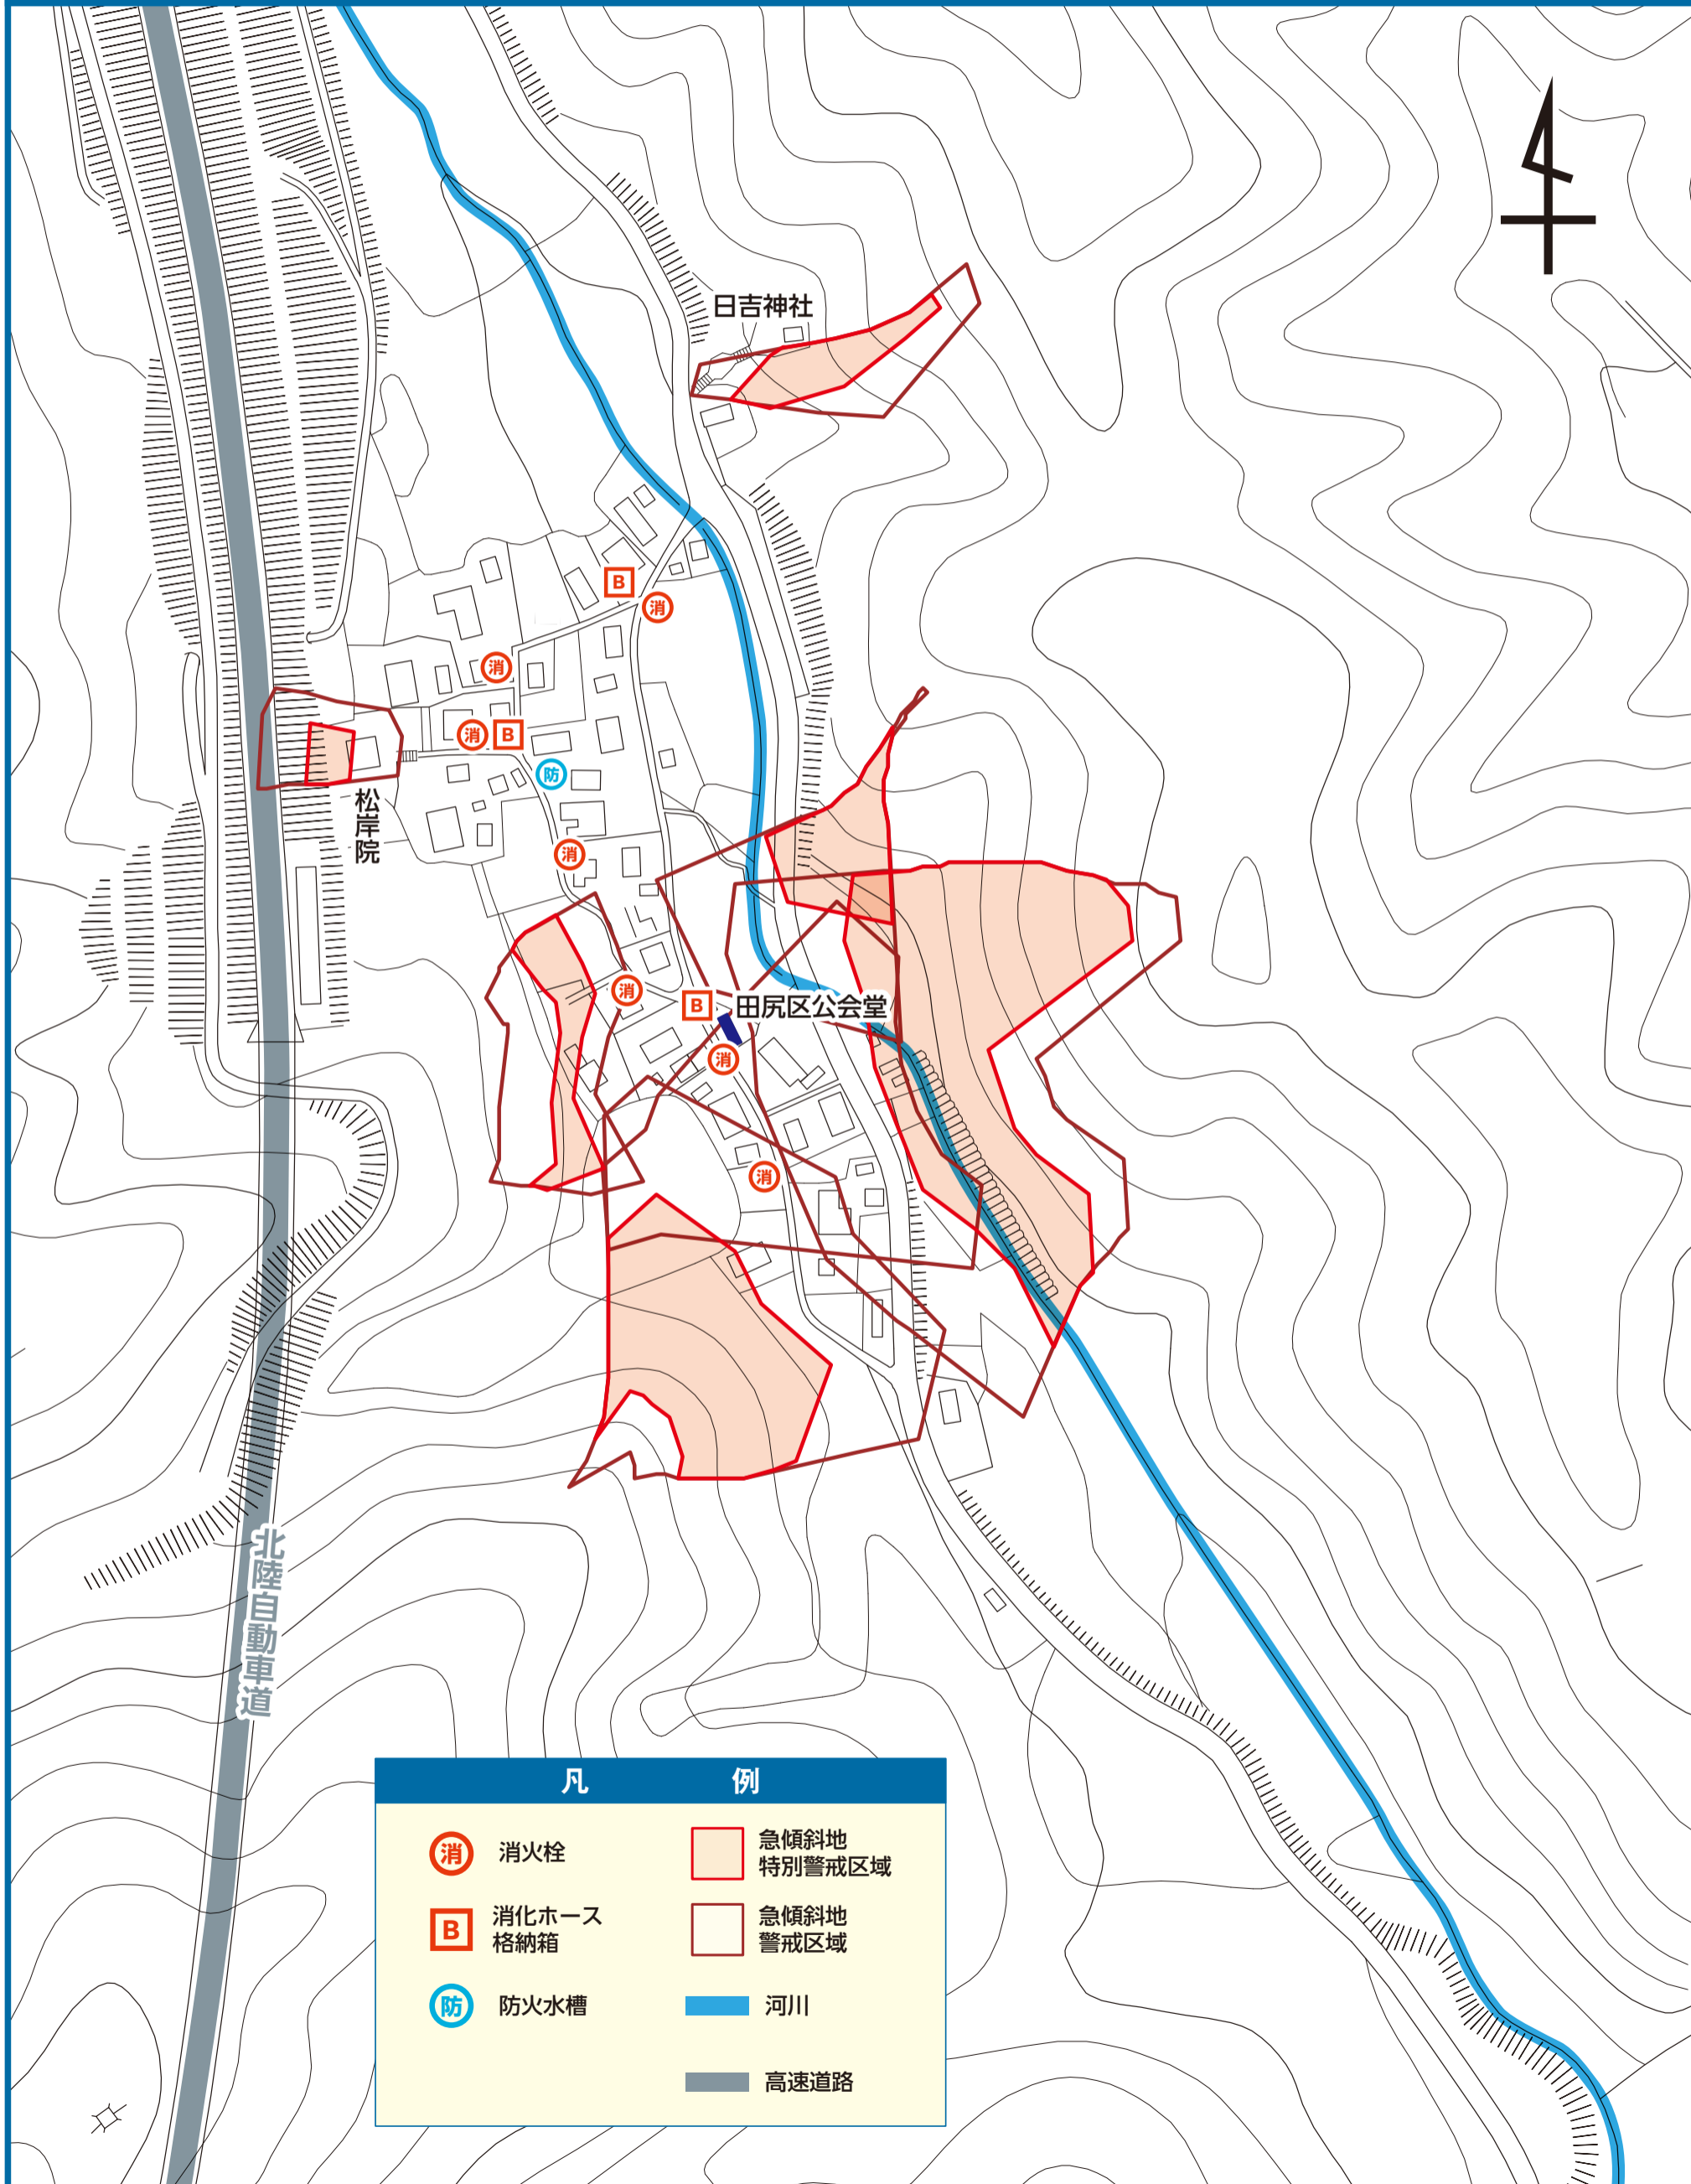 日吉神社
B
消
消
消
B
防
松岸院
消
消
B
田尻区公会堂
消
消
北陸自動車道
凡 例
消 消火栓
B 消化ホース
格納箱
防 防火水槽
急傾斜地
特別警戒区域
急傾斜地
警戒区域
河川
高速道路